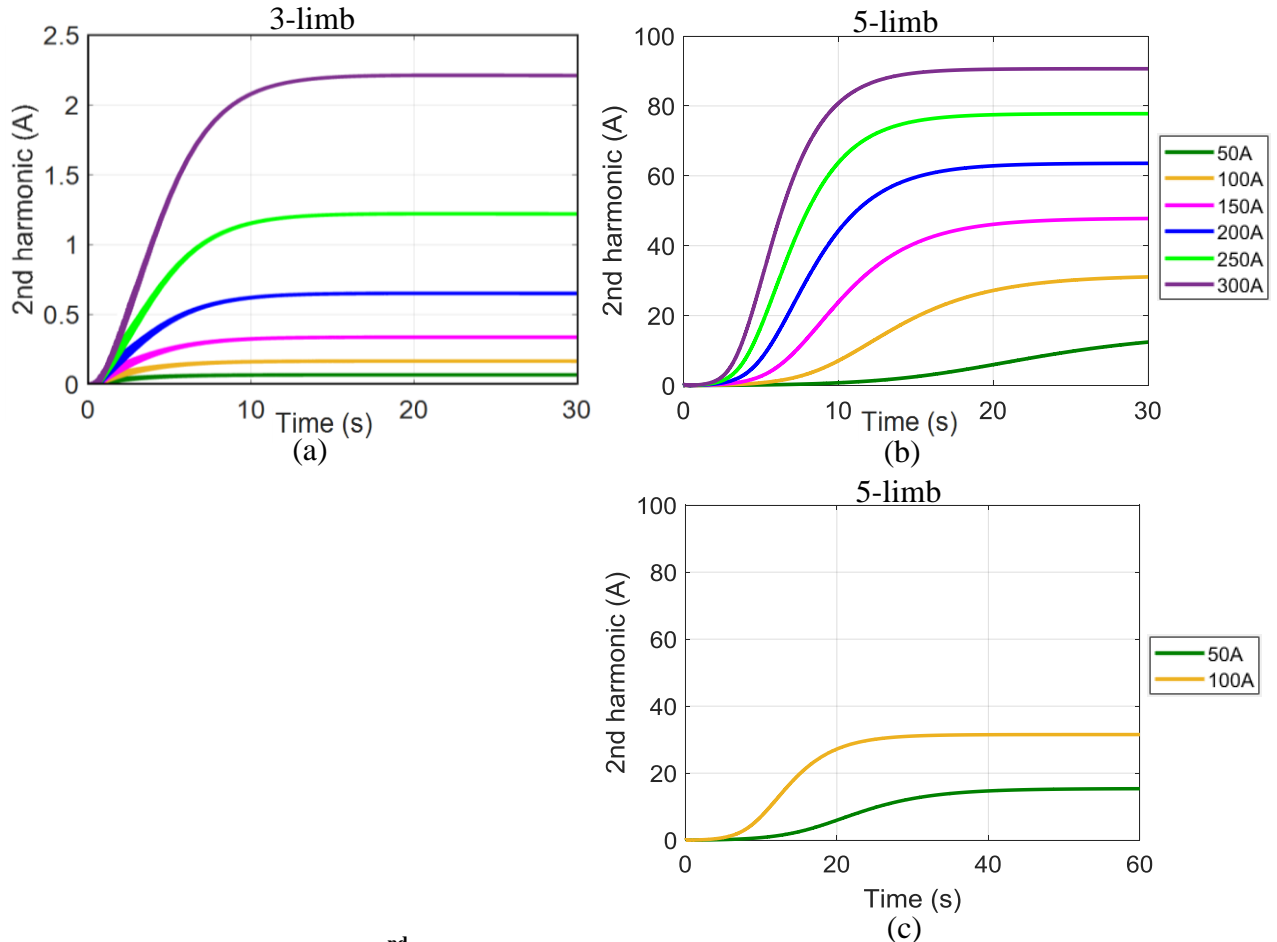 3-limb
2.5
2
1.5
1
0.5
0
0 10 20 30
2nd harmonic (A)
Time (s)
(a)
5-limb
100
80
60
40
20
0
0 10 20 30
2nd harmonic (A)
Time (s)
(b)
50A
100A
150A
200A
250A
300A
5-limb
100
80
60
40
20
0
0 20 40 60
2nd harmonic (A)
Time (s)
(c)
50A
100A
rd